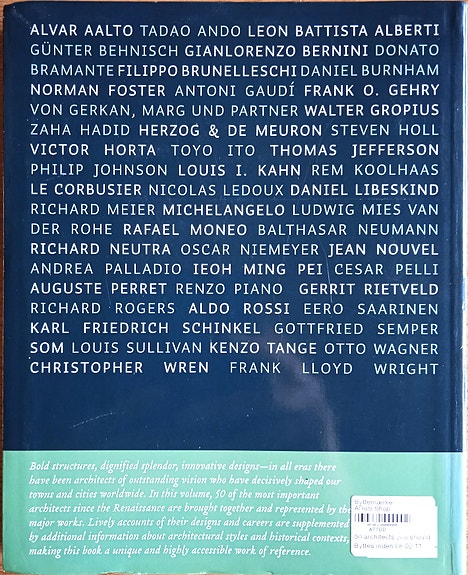 ALVAR AALTO TADAO ANDO LEON BATTISTA ALBERTI
GÜNTER BEHNISCH GIANLORENZO BERNINI DONATO
BRAMANTE FILIPPO BRUNELLESCHI DANIEL BURNHAM
NORMAN FOSTER ANTONI GAUDÍ FRANK O. GEHRY
VON GERKAN, MARG UND PARTNER WALTER GROPIUS
ZAHA HADID HERZOG & DE MEURON STEVEN HOLL
VICTOR HORTA TOYO ITO THOMAS JEFFERSON
PHILIP JOHNSON LOUIS I. KAHN REM KOOLHAAS
LE CORBUSIER NICOLAS LEDOUX DANIEL LIBESKIND
RICHARD MEIER MICHELANGELO LUDWIG MIES VAN
DER ROHE RAFAEL MONEO BALTHASAR NEUMANN
RICHARD NEUTRA OSCAR NIEMEYER JEAN NOUVEL
ANDREA PALLADIO IEOH MING PEI CESAR PELLI
AUGUSTE PERRET RENZO PIANO GERRIT RIETVELD
RICHARD ROGERS ALDO ROSSI EERO SAARINEN
KARL FRIEDRICH SCHINKEL GOTTFRIED SEMPER
SOM LOUIS SULLIVAN KENZO TANGE OTTO WAGNER
CHRISTOPHER WREN FRANK LLOYD WRIGHT
Bold structures, dignified splendor, innovative designs—in all eras there
have been architects of outstanding vision who have decisively shaped our
towns and cities worldwide. In this volume, 50 of the most important
architects since the Renaissance are brought together and represented by the
major works. Lively accounts of their designs and careers are supplemented
by additional information about architectural styles and historical contexts,
making this book a unique and highly accessible work of reference.
Byttemærke
50 architects you should
Byttes inden